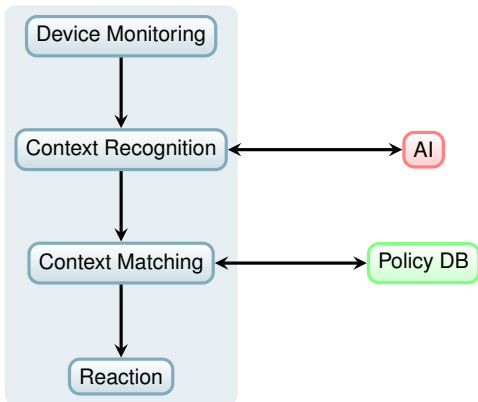 Device Monitoring
Context Recognition
AI
Context Matching
Policy DB
Reaction